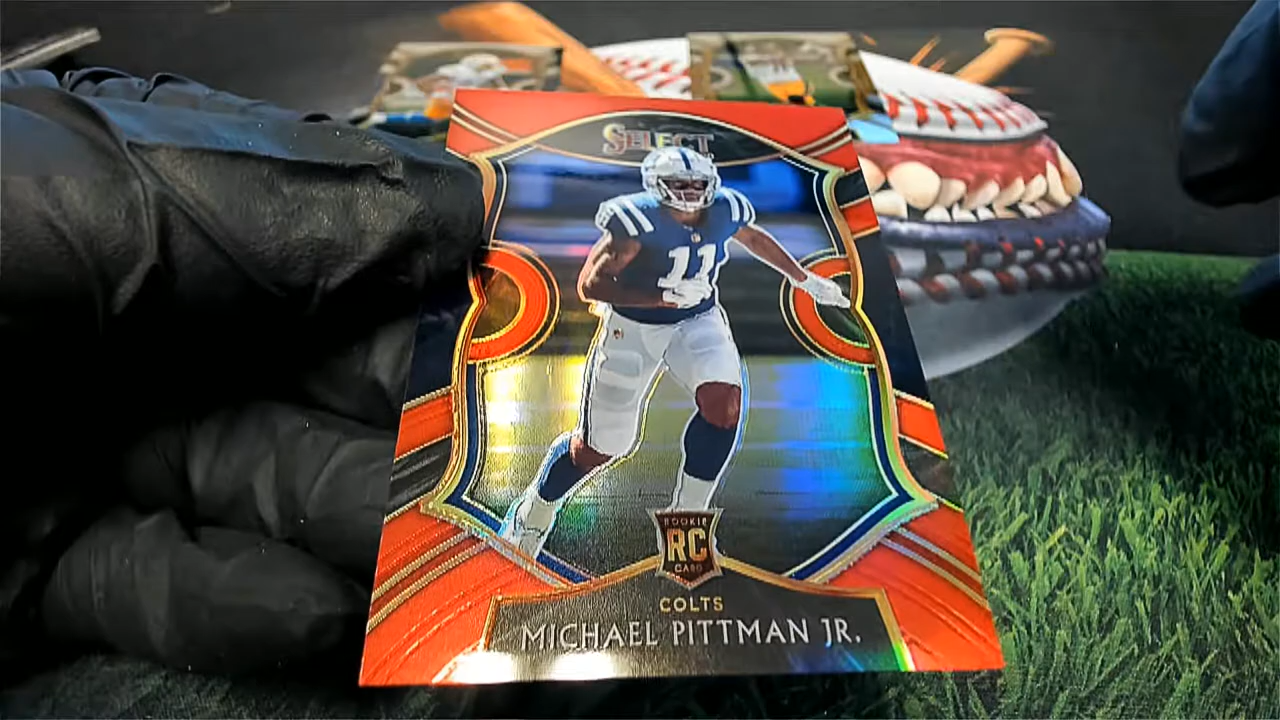 SELECT
11
ROOKIE
RC
CARD
COLTS
MICHAEL PITTMAN JR.